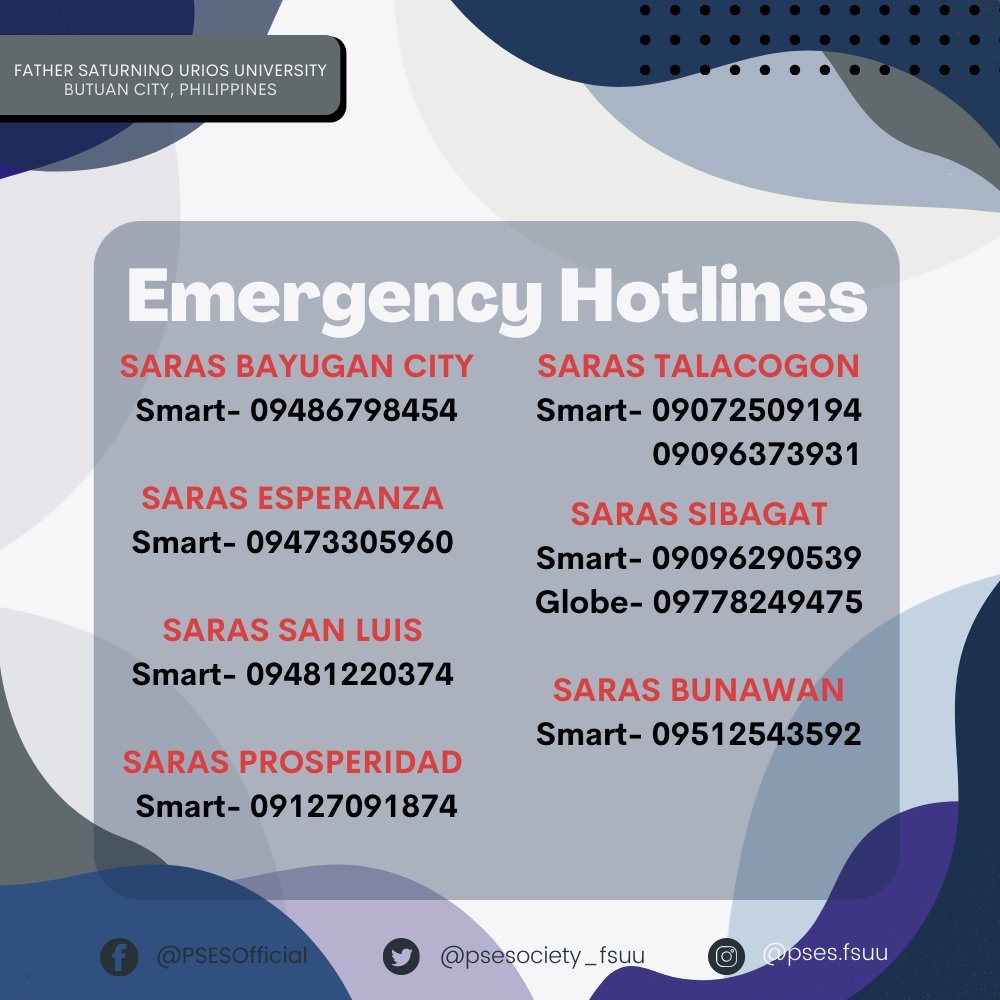 FATHER SATURNINO URIOS UNIVERSITY
BUTUAN CITY, PHILIPPINES
Emergency Hotlines
SARAS BAYUGAN CITY
Smart- 09486798454
SARAS ESPERANZA
Smart- 09473305960
SARAS SAN LUIS
Smart- 09481220374
SARAS PROSPERIDAD
Smart- 09127091874
SARAS TALACOGON
Smart- 09072509194
09096373931
SARAS SIBAGAT
Smart- 09096290539
Globe- 09778249475
SARAS BUNAWAN
Smart- 09512543592
@PSESOfficial
@psesociety_fsuu
@pses.fsuu